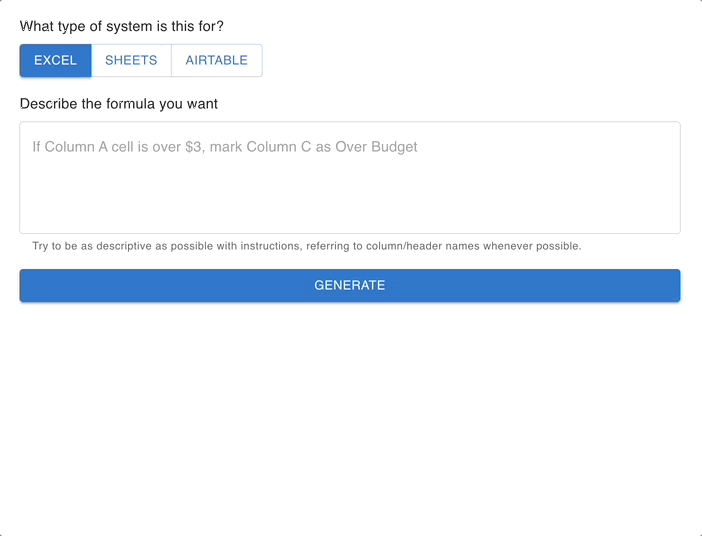 What type of system is this for?
EXCEL SHEETS AIRTABLE
Describe the formula you want
If Column A cell is over $3, mark Column C as Over Budget
Try to be as descriptive as possible with instructions, referring to column/header names whenever possible.
GENERATE